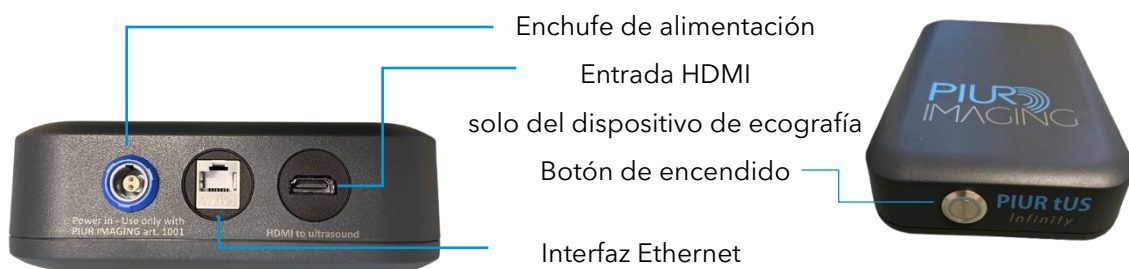 Enchufe de alimentación
Entrada HDMI
solo del dispositivo de ecografía
Botón de encendido
Interfaz Ethernet
Power in - Use only with
PIUR IMAGING art. 1001
HDMI to ultrasound
PIUR
IMAGING
PIUR tUS
Infinity